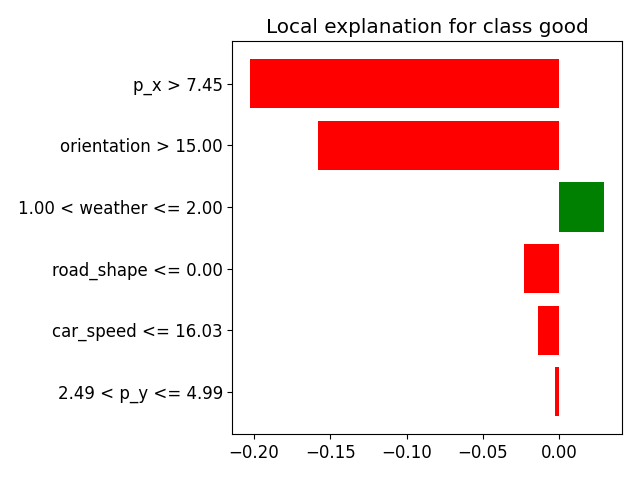 Local explanation for class good
p_x > 7.45
orientation > 15.00
1.00 < weather <= 2.00
road_shape <= 0.00
car_speed <= 16.03
2.49 < p_y <= 4.99
−0.20 −0.15 −0.10 −0.05 0.00